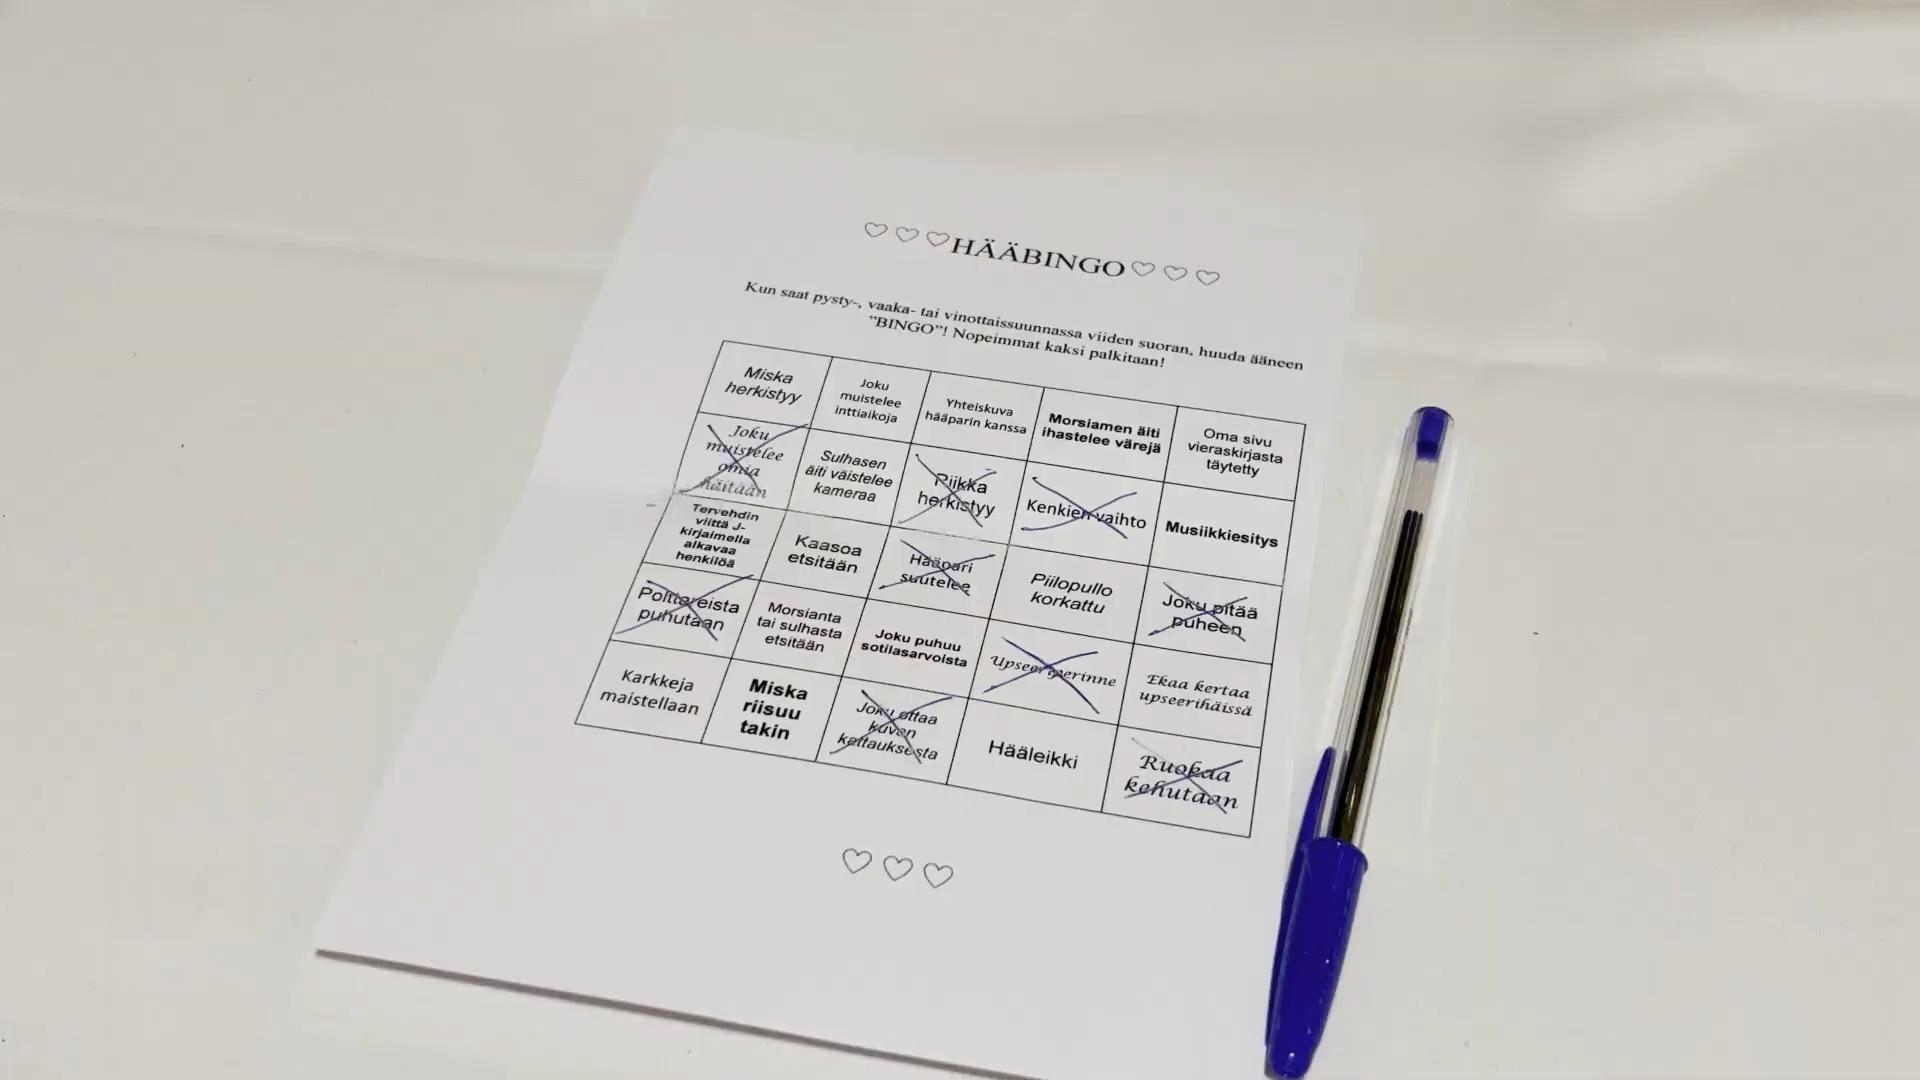 ♡♡♡HÄÄBINGO♡♡♡
Kun saat pysty-, vaaka- tai vinottaissuunnassa viiden suoran, huuda ääneen
”BINGO”! Nopeimmat kaksi palkitaan!
Miska
herkistyy
Joku
muistelee
inttiaikoja
Yhteiskuva
hääparin kanssa
Morsiamen äiti
ihastelee värejä
Oma sivu
vieraskirjasta
täytetty
Joku
muistelee
omia
häitään
Sulhasen
äiti väistelee
kameraa
Piikka
herkistyy
Kenkien vaihto
Musiikkiesitys
Tervehdin
viittä J-
kirjaimella
alkavaa
henkilöä
Kaasoa
etsitään
Hääpari
suutelee
Piilopullo
korkattu
Joku pitää
puheen
Polttareista
puhutaan
Morsianta
tai sulhasta
etsitään
Joku puhuu
sotilasarvoista
Upseeriperinne
Ekaa kertaa
upseerihäissä
Karkkeja
maistellaan
Miska
riisuu
takin
Joku ottaa
kuvan
kattauksesta
Hääleikki
Ruokaa
kehutaan
♡♡♡